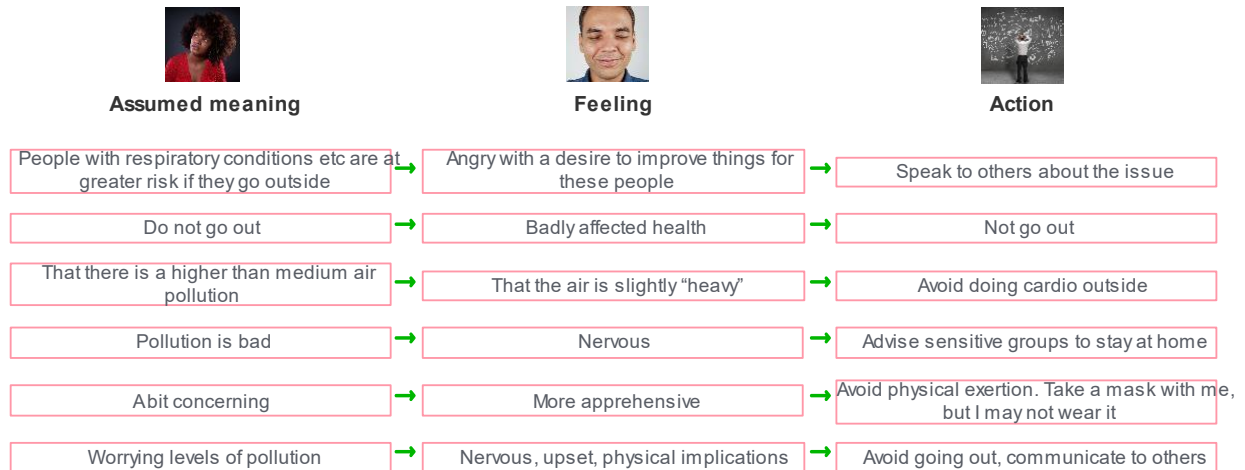 Assumed meaning
Feeling
Action
People with respiratory conditions etc are at
greater risk if they go outside
Angry with a desire to improve things for
these people
Speak to others about the issue
Do not go out
Badly affected health
Not go out
That there is a higher than medium air
pollution
That the air is slightly “heavy”
Avoid doing cardio outside
Pollution is bad
Nervous
Advise sensitive groups to stay at home
A bit concerning
More apprehensive
Avoid physical exertion. Take a mask with me,
but I may not wear it
Worrying levels of pollution
Nervous, upset, physical implications
Avoid going out, communicate to others